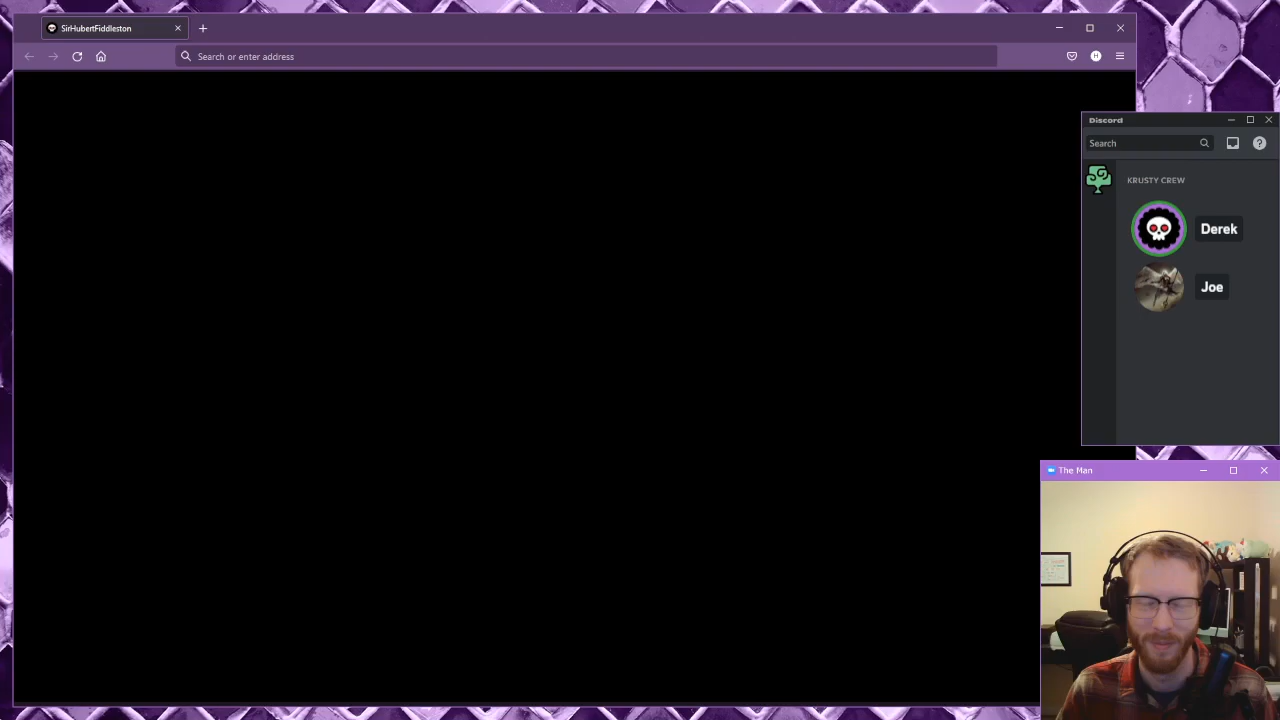 SirHubertFiddleston
Search or enter address
H
Discord
Search
KRUSTY CREW
Derek
Joe
The Man